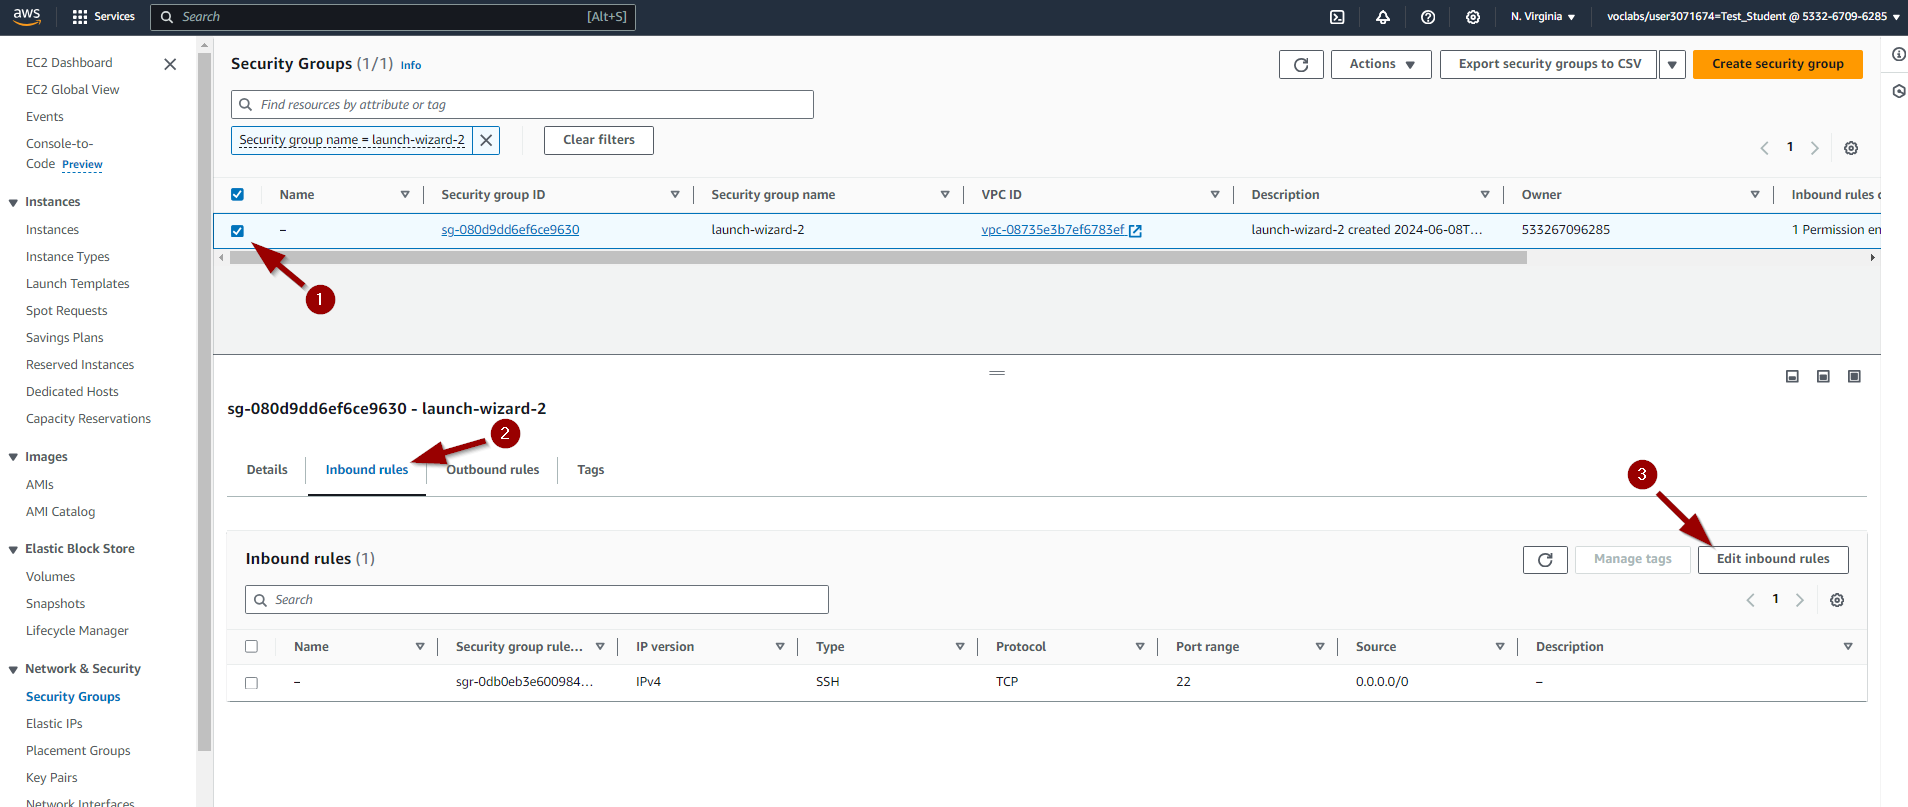 aws Services Search [Alt+S] N. Virginia voclabs/user3071674=Test_Student @ 5332-6709-6285
EC2 Dashboard
EC2 Global View
Events
Console-to-
Code Preview
Instances
Instances
Instance Types
Launch Templates
Spot Requests
Savings Plans
Reserved Instances
Dedicated Hosts
Capacity Reservations
Images
AMIs
AMI Catalog
Elastic Block Store
Volumes
Snapshots
Lifecycle Manager
Network & Security
Security Groups
Elastic IPs
Placement Groups
Key Pairs
Network Interfaces
Security Groups (1/1) Info Actions Export security groups to CSV Create security group
Find resources by attribute or tag
Security group name = launch-wizard-2 Clear filters
1
Name Security group ID Security group name VPC ID Description Owner Inbound rules c
– sg-080d9dd6ef6ce9630 launch-wizard-2 vpc-08735e3b7ef6783ef launch-wizard-2 created 2024-06-08T... 533267096285 1 Permission en
1
sg-080d9dd6ef6ce9630 - launch-wizard-2
2
Details Inbound rules Outbound rules Tags
3
Inbound rules (1) Manage tags Edit inbound rules
Search
1
Name Security group rule... IP version Type Protocol Port range Source Description
– sgr-0db0eb3e600984... IPv4 SSH TCP 22 0.0.0.0/0 –